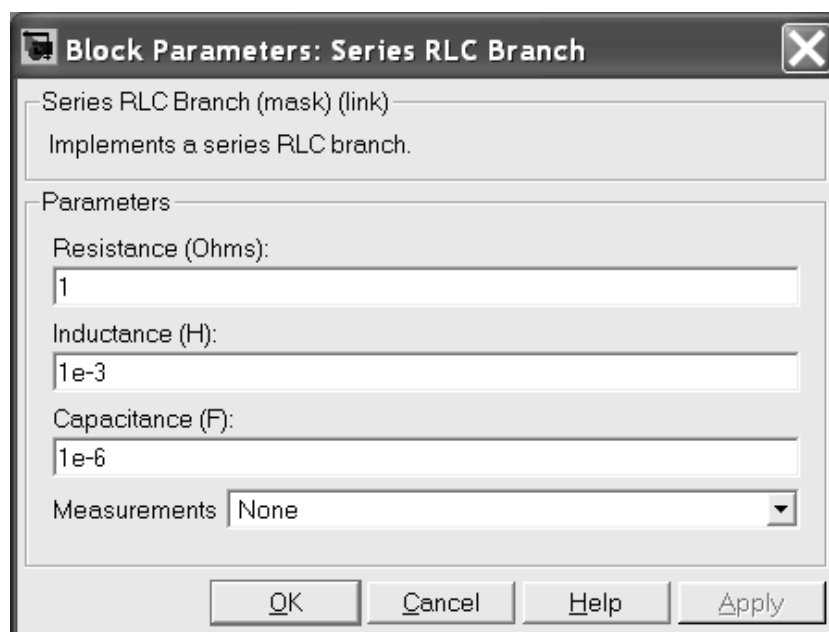 Block Parameters: Series RLC Branch
Series RLC Branch (mask) (link)
Implements a series RLC branch.
Parameters
Resistance (Ohms):
1
Inductance (H):
1e-3
Capacitance (F):
1e-6
Measurements None
OK Cancel Help Apply